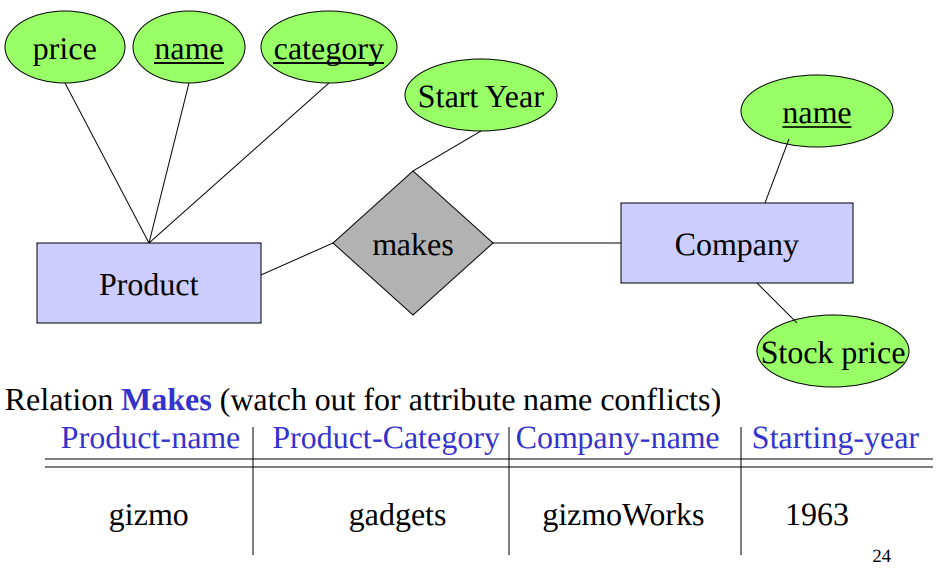 price
name
category
Start Year
name
makes
Company
Product
Stock price
Relation Makes (watch out for attribute name conflicts)
Product-name Product-Category Company-name Starting-year
gizmo gadgets gizmoWorks 1963
24